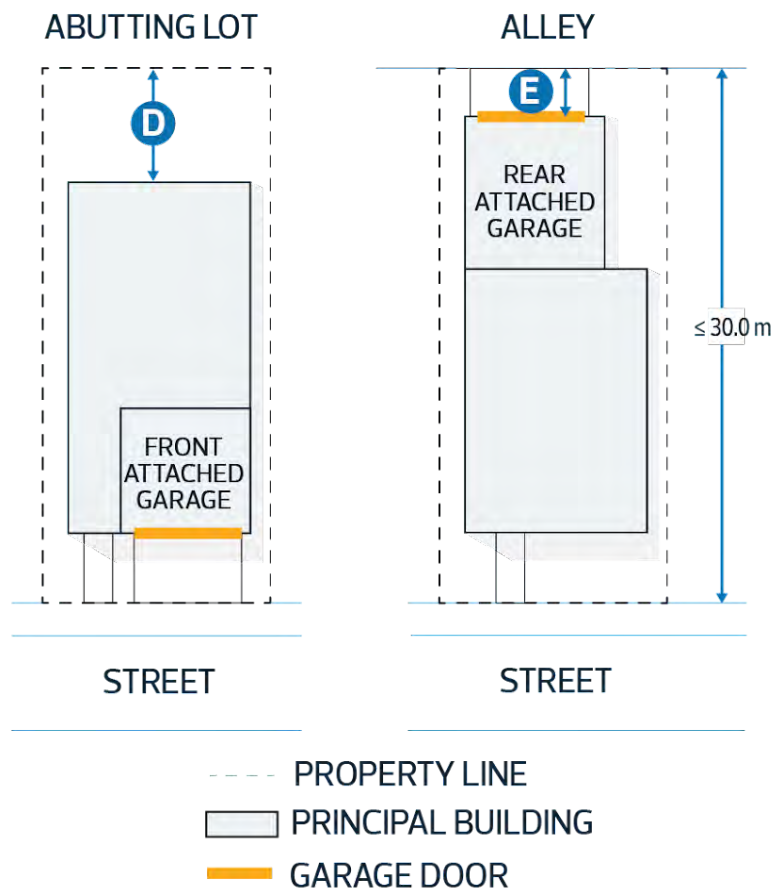 ABUTTING LOT
ALLEY
D
E
REAR
ATTACHED
GARAGE
≤ 30.0 m
FRONT
ATTACHED
GARAGE
STREET
STREET
PROPERTY LINE
PRINCIPAL BUILDING
GARAGE DOOR